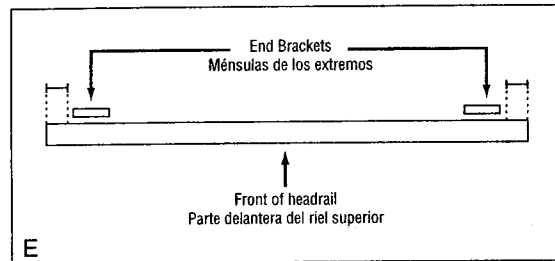 End Brackets
Ménsulas de los extremos
Front of headrail
Parte delantera del riel superior
E